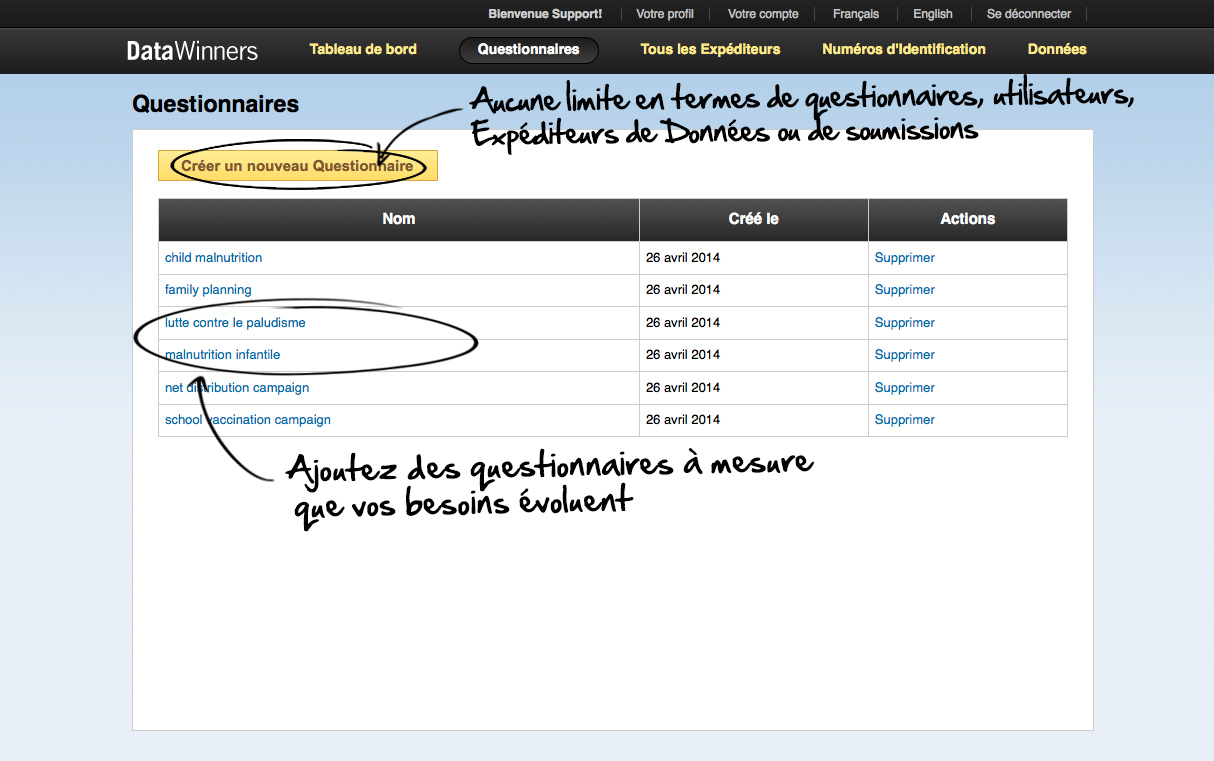 Bienvenue Support! Votre profil Votre compte Français English Se déconnecter
DataWinners Tableau de bord Questionnaires Tous les Expéditeurs Numéros d'Identification Données
Questionnaires
Aucune limite en termes de questionnaires, utilisateurs,
Expéditeurs de Données ou de soumissions
Créer un nouveau Questionnaire
Nom Créé le Actions
child malnutrition 26 avril 2014 Supprimer
family planning 26 avril 2014 Supprimer
lutte contre le paludisme 26 avril 2014 Supprimer
malnutrition infantile 26 avril 2014 Supprimer
net distribution campaign 26 avril 2014 Supprimer
school vaccination campaign 26 avril 2014 Supprimer
Ajoutez des questionnaires à mesure
que vos besoins évoluent